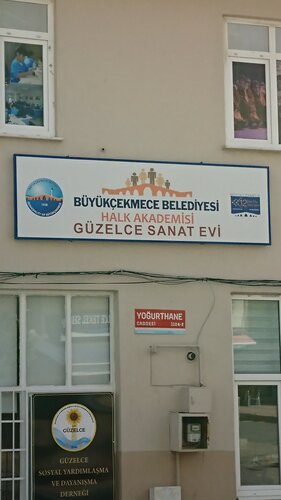 BÜYÜKÇEKMECE BELEDİYESİ
HALK AKADEMİSİ
GÜZELCE SANAT EVİ
YOĞURTHANE
CADDESİ
GÜZELCE
GÜZELCE
SOSYAL YARDIMLAŞMA
VE DAYANIŞMA
DERNEĞİ